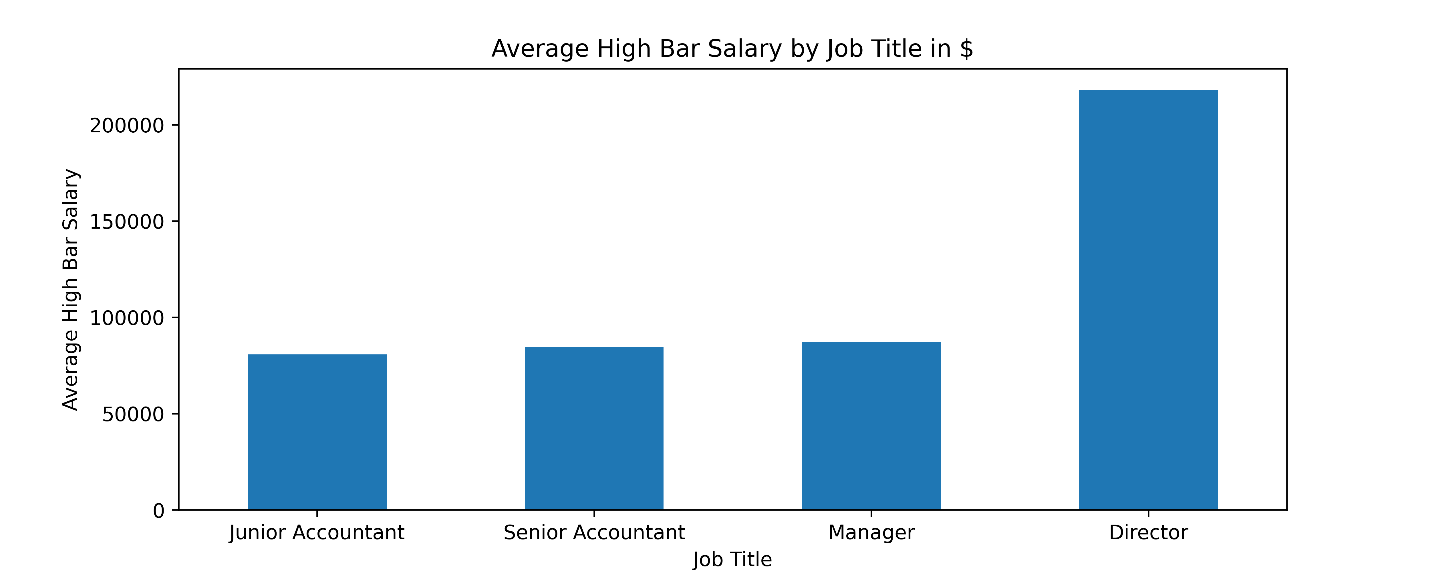 Average High Bar Salary by Job Title in $
Average High Bar Salary
200000
150000
100000
50000
0
Junior Accountant
Senior Accountant
Manager
Director
Job Title